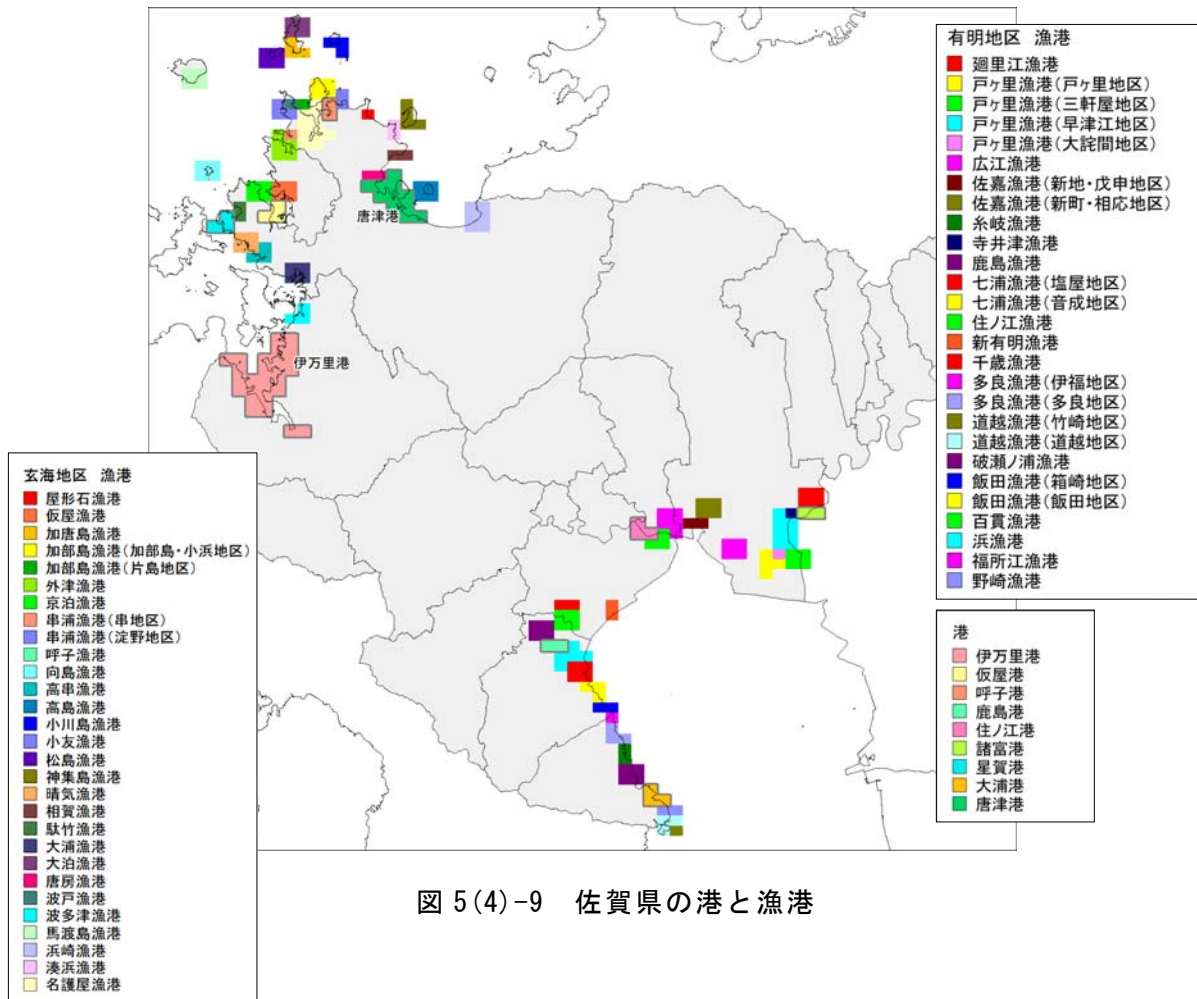 有明地区 漁港
廻里江漁港
戸ヶ里漁港(戸ヶ里地区)
戸ヶ里漁港(三軒屋地区)
戸ヶ里漁港(早津江地区)
戸ヶ里漁港(大詫間地区)
広江漁港
佐嘉漁港(新地・戊申地区)
佐嘉漁港(新町・相応地区)
糸岐漁港
寺井津漁港
鹿島漁港
七浦漁港(塩屋地区)
七浦漁港(音成地区)
住ノ江漁港
新有明漁港
千歳漁港
多良漁港(伊福地区)
多良漁港(多良地区)
道越漁港(竹崎地区)
道越漁港(道越地区)
破瀬ノ浦漁港
飯田漁港(箱崎地区)
飯田漁港(飯田地区)
百貫漁港
浜漁港
福所江漁港
野崎漁港
唐津港
伊万里港
玄海地区 漁港
屋形石漁港
仮屋漁港
加唐島漁港
加部島漁港(加部島・小浜地区)
加部島漁港(片島地区)
外津漁港
京泊漁港
串浦漁港(串地区)
串浦漁港(淀野地区)
呼子漁港
向島漁港
高串漁港
高島漁港
小川島漁港
小友漁港
松島漁港
神集島漁港
晴気漁港
相賀漁港
駄竹漁港
大浦漁港
大泊漁港
唐房漁港
波戸漁港
波多津漁港
馬渡島漁港
浜崎漁港
湊浜漁港
名護屋漁港
港
伊万里港
仮屋港
呼子港
鹿島港
住ノ江港
諸富港
星賀港
大浦港
唐津港
図 5(4)-9 佐賀県の港と漁港